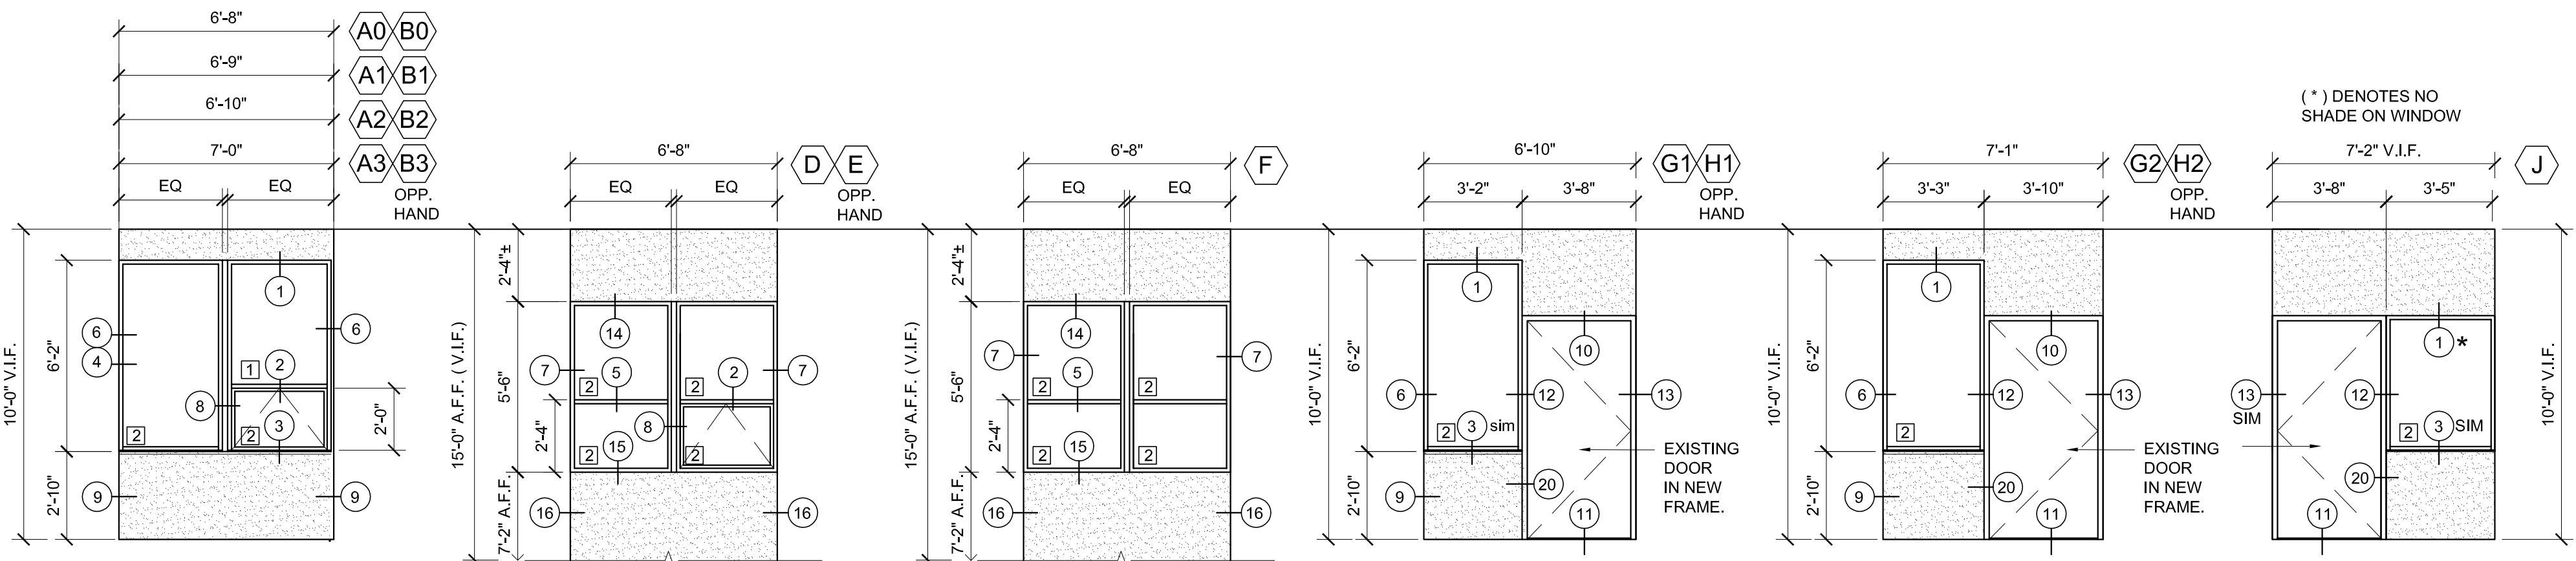 6'-8"
A0 B0
6'-9"
A1 B1
6'-10"
A2 B2
7'-0"
A3 B3
EQ EQ
OPP.
HAND
10'-0" V.I.F.
6'-2"
2'-10"
1
6
6
4
1
2
8
3
2
2
2'-0"
9
9
6'-8"
D E
EQ EQ
OPP.
HAND
15'-0" A.F.F. ( V.I.F.)
2'-4"±
5'-6"
2'-4"
7'-2" A.F.F.
14
7
5
2
2
2
7
8
15
2
2
16
16
6'-8"
F
EQ EQ
15'-0" A.F.F. ( V.I.F.)
2'-4"±
5'-6"
2'-4"
7'-2" A.F.F.
14
7
7
5
2
2
15
2
2
16
16
6'-10"
G1 H1
3'-2" 3'-8"
OPP.
HAND
10'-0" V.I.F.
6'-2"
2'-10"
1
10
6
12
13
2
3 sim
9
20
11
EXISTING
DOOR
IN NEW
FRAME.
7'-1"
G2 H2
3'-3" 3'-10"
OPP.
HAND
10'-0" V.I.F.
6'-2"
2'-10"
1
10
6
12
13
2
9
20
11
EXISTING
DOOR
IN NEW
FRAME.
( * ) DENOTES NO
SHADE ON WINDOW
7'-2" V.I.F.
J
3'-8" 3'-5"
1 *
13
SIM
12
2
3 SIM
20
11
10'-0" V.I.F.